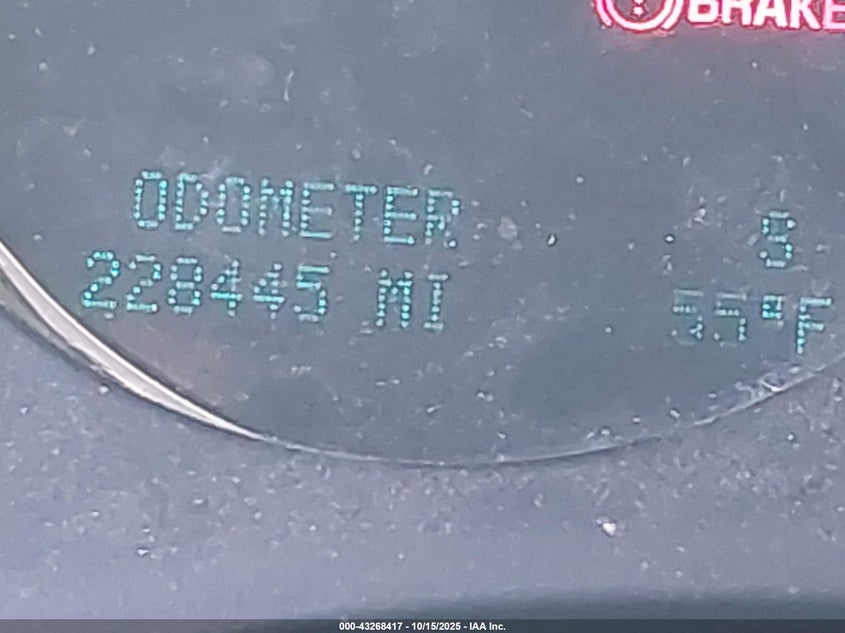 BRAKE
ODOMETER
S
228445 MI
55°F
000-43268417 - 10/15/2025 - IAA Inc.